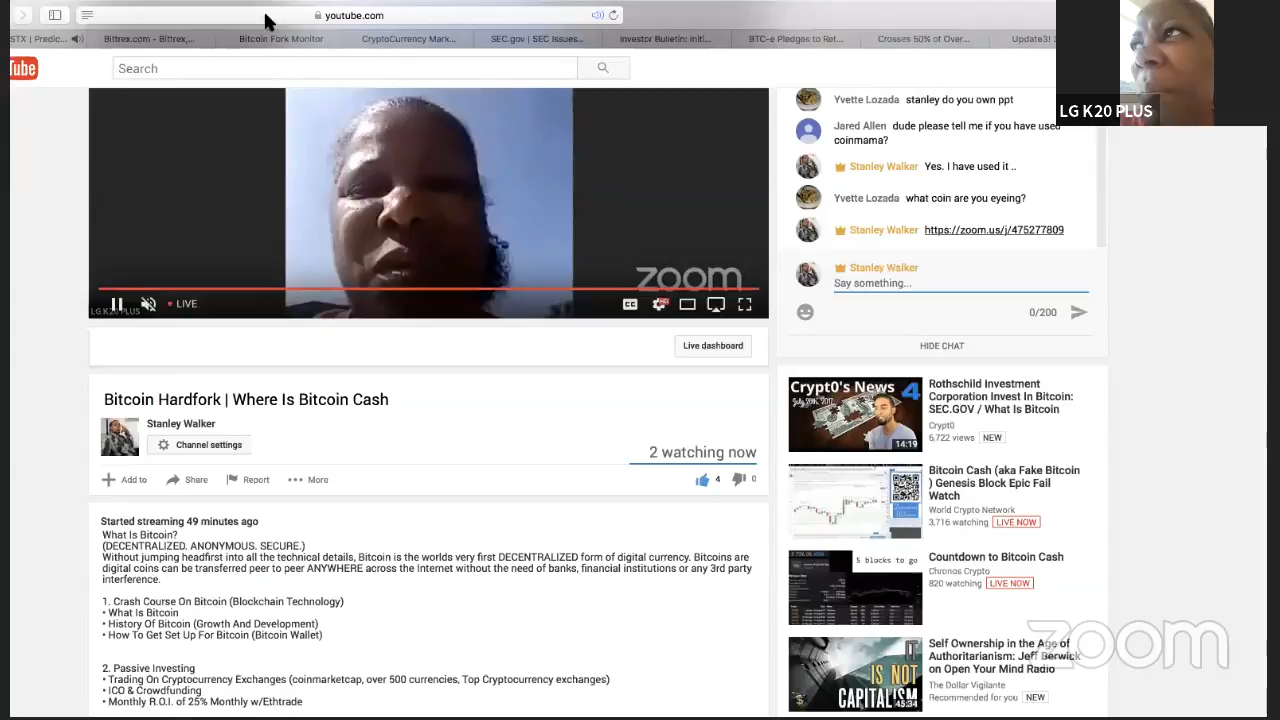 youtube.com
STX | Predic...
Bittrex.com - Bittrex,...
Bitcoin Fork Monitor
CryptoCurrency Mark...
SEC.gov | SEC Issues...
Investor Bulletin: Initi...
BTC-e Pledges to Ret...
Crosses 50% of Over...
Update3!
LG K20 PLUS
Tube
Search
zoom
LIVE
CC
HD
LG K20 PLUS
Yvette Lozada stanley do you own ppt
Jared Allen dude please tell me if you have used
coinmama?
Stanley Walker Yes. I have used it ..
Yvette Lozada what coin are you eyeing?
Stanley Walker https://zoom.us/j/475277809
Stanley Walker
Say something...
0/200
HIDE CHAT
Live dashboard
Bitcoin Hardfork | Where Is Bitcoin Cash
Stanley Walker
Channel settings
2 watching now
Add to Share Report More
4 0
Started streaming 49 minutes ago
What Is Bitcoin?
(DECENTRALIZED. ANONYMOUS. SECURE.)
Without jumping headfirst into all the technical details, Bitcoin is the worlds very first DECENTRALIZED form of digital currency. Bitcoins are
digital coins that can be transferred peer to peer ANYWHERE across the Internet without the need of banks, financial institutions or any 3rd party
interference.
1. Crash Course On Bitcoin (Blockchain Technology)
• What Is Bitcoin
• History Of Bitcoin (Growth And Development)
• How To Get Set Up For Bitcoin (Bitcoin Wallet)
2. Passive Investing
• Trading On Cryptocurrency Exchanges (coinmarketcap, over 500 currencies, Top Cryptocurrency exchanges)
• ICO & Crowdfunding
• Monthly R.O.I. of 25% Monthly w/Ethtrade
Crypt0's News 4
14:19
Rothschild Investment
Corporation Invest In Bitcoin:
SEC.GOV / What Is Bitcoin
Crypt0
6,722 views NEW
Bitcoin Cash (aka Fake Bitcoin
) Genesis Block Epic Fail
Watch
World Crypto Network
3,716 watching LIVE NOW
5 blocks to go
Countdown to Bitcoin Cash
Chronos Crypto
820 watching LIVE NOW
IT
IS NOT
CAPITALISM
45:34
Self Ownership in the Age of
Authoritarianism: Jeff Berwick
on Open Your Mind Radio
The Dollar Vigilante
Recommended for you NEW
zoom